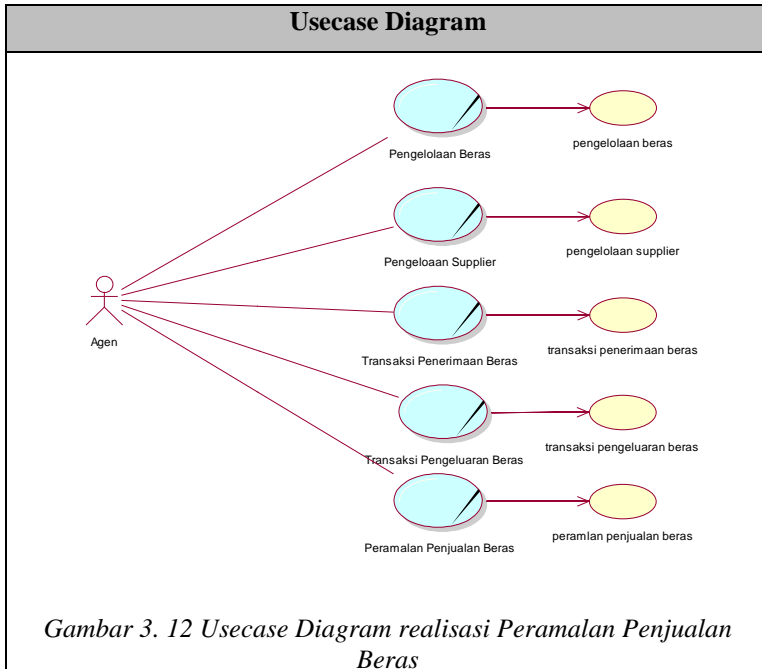 Usecase Diagram
Pengelolaan Beras
pengelolaan beras
Pengeloaan Supplier
pengelolaan supplier
Agen
Transaksi Penerimaan Beras
transaksi penerimaan beras
Transaksi Pengeluaran Beras
transaksi pengeluaran beras
Peramalan Penjualan Beras
peramlan penjualan beras
Gambar 3. 12 Usecase Diagram realisasi Peramalan Penjualan
Beras